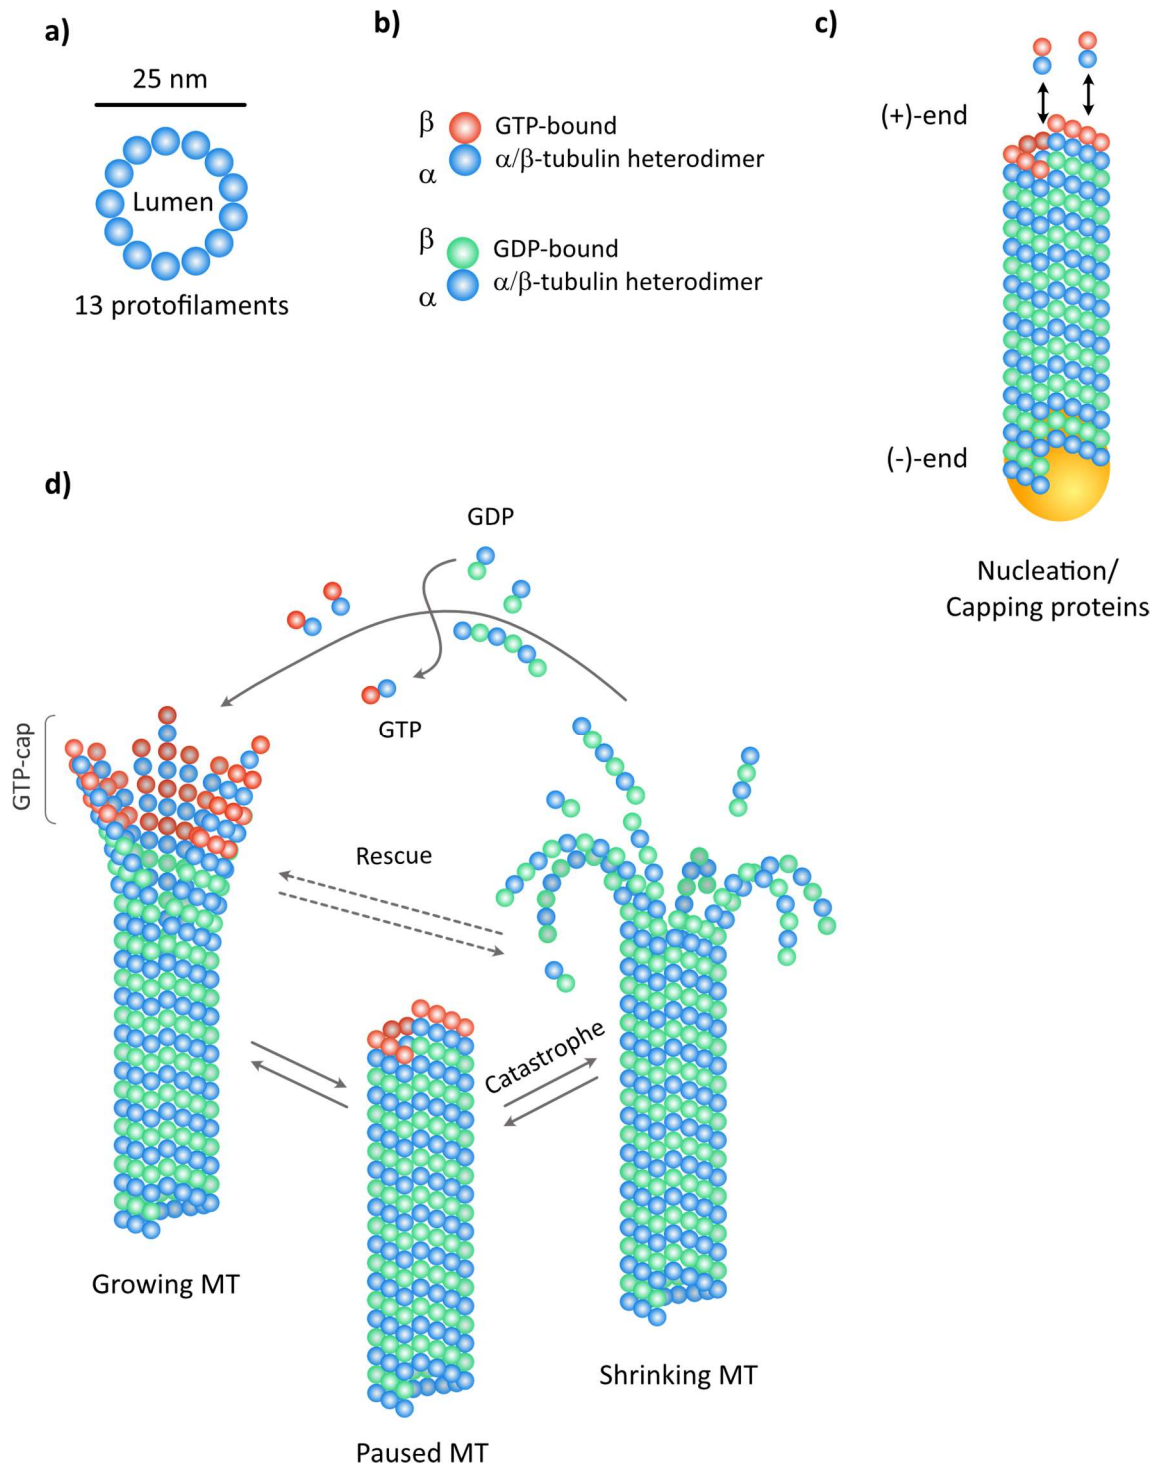 a)
25 nm
Lumen
13 protofilaments
b)
β
GTP-bound
α/β-tubulin heterodimer
α
β
GDP-bound
α/β-tubulin heterodimer
α
c)
(+)-end
(-)-end
Nucleation/
Capping proteins
d)
GDP
GTP
GTP-cap
Rescue
Catastrophe
Growing MT
Paused MT
Shrinking MT